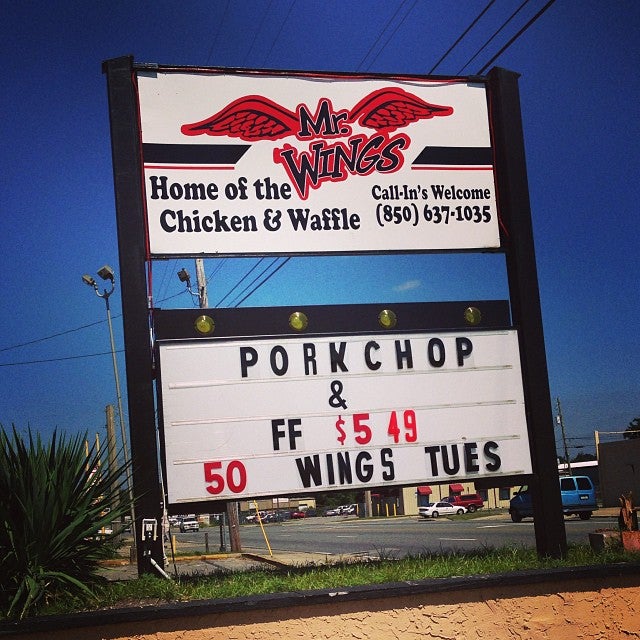 Mr.
WINGS
Home of the
Chicken & Waffle
Call-In's Welcome
(850) 637-1035
PORKCHOP
&
FF $5 49
50 WINGS TUES